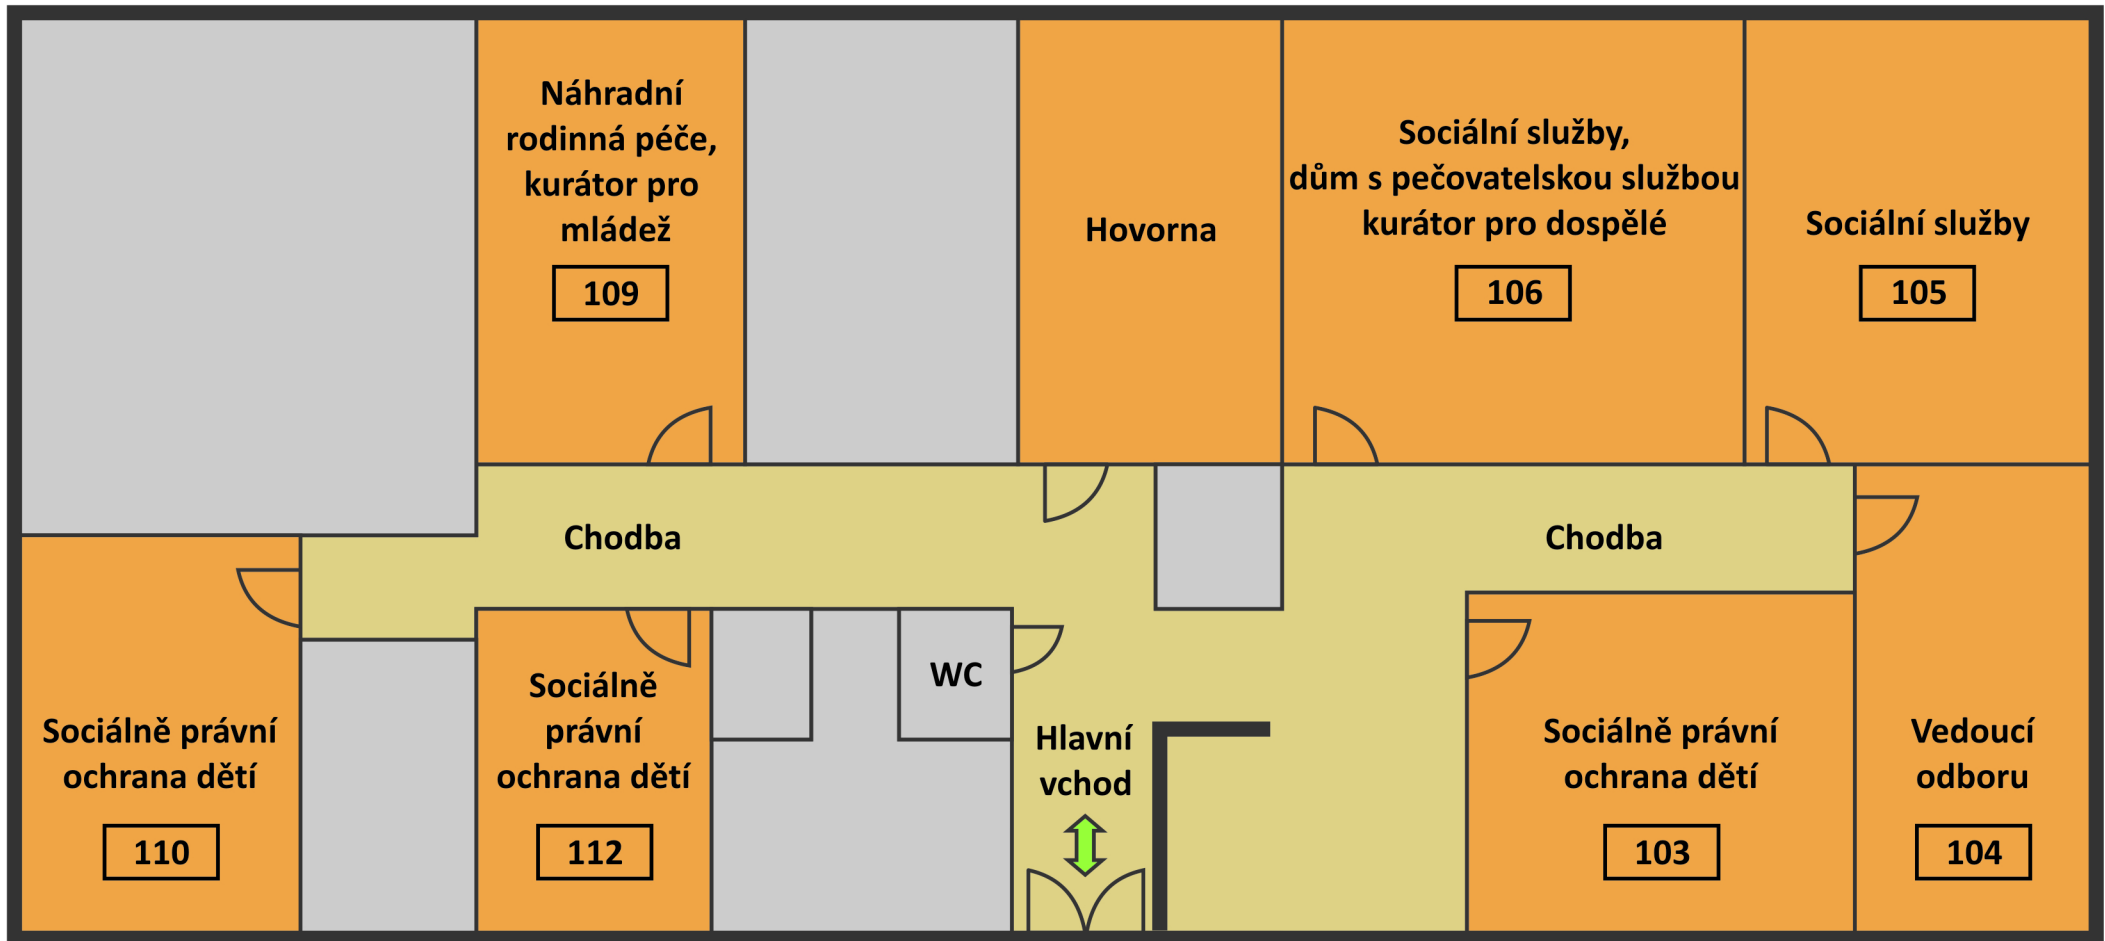 Náhradní
rodinná péče,
kurátor pro
mládež
109
Hovorna
Sociální služby,
dům s pečovatelskou službou
kurátor pro dospělé
106
Sociální služby
105
Chodba
Chodba
Sociálně právní
ochrana dětí
110
Sociálně
právní
ochrana dětí
112
WC
Hlavní
vchod
Sociálně právní
ochrana dětí
103
Vedoucí
odboru
104